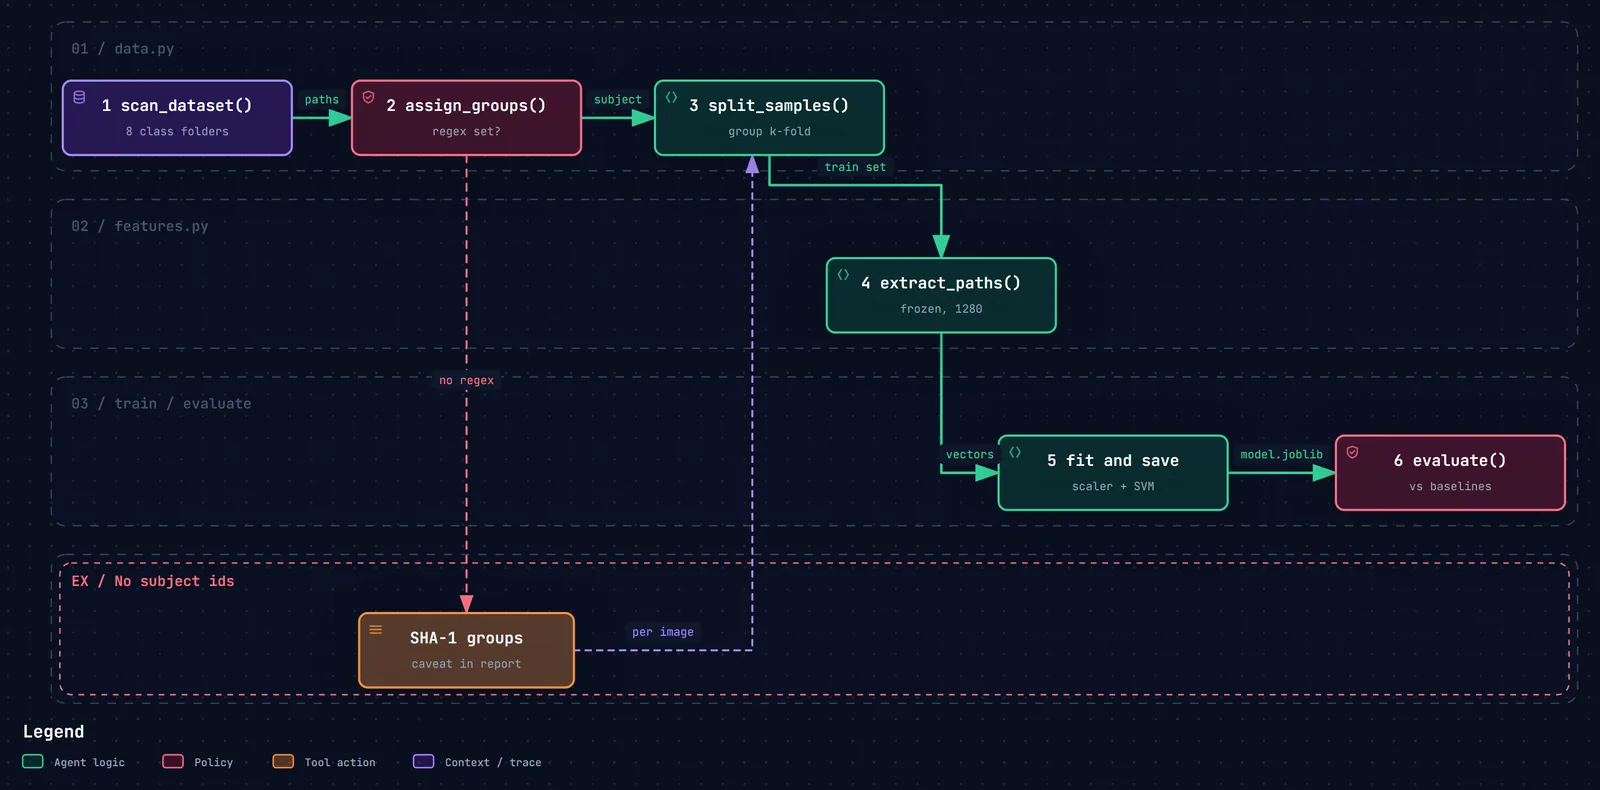 01 / data.py
1 scan_dataset()
8 class folders
paths
2 assign_groups()
regex set?
subject
3 split_samples()
group k-fold
train set
02 / features.py
4 extract_paths()
frozen, 1280
no regex
03 / train / evaluate
vectors
5 fit and save
scaler + SVM
model.joblib
6 evaluate()
vs baselines
EX / No subject ids
SHA-1 groups
caveat in report
per image
Legend
Agent logic
Policy
Tool action
Context / trace